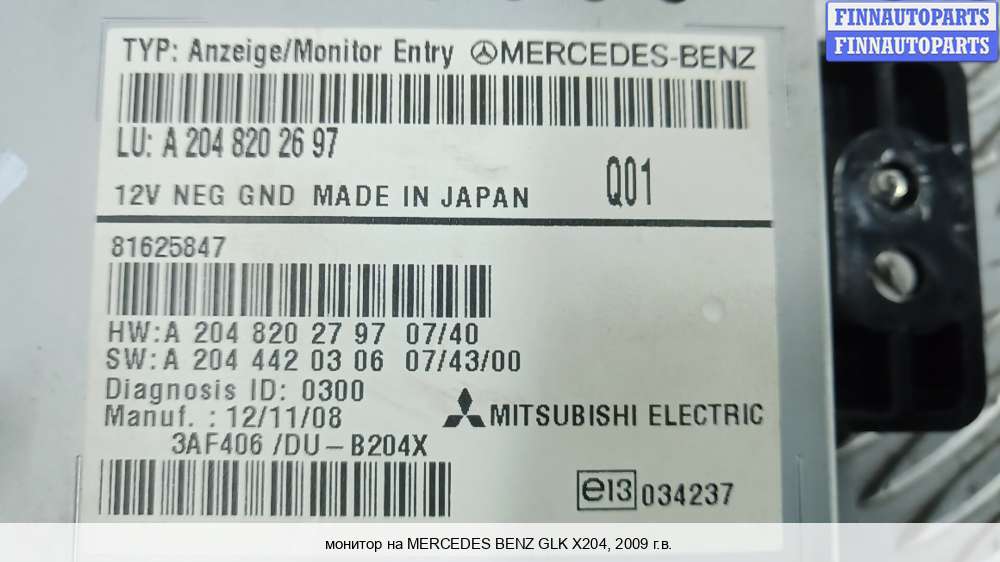 FINNAUTOPARTS
FINNAUTOPARTS
TYP: Anzeige/Monitor Entry MERCEDES-BENZ
LU: A 204 820 26 97
Q01
12V NEG GND MADE IN JAPAN
81625847
HW:A 204 820 27 97 07/40
SW:A 204 442 03 06 07/43/00
Diagnosis ID: 0300
Manuf. : 12/11/08
MITSUBISHI ELECTRIC
3AF406 /DU-B204X
e13 034237
монитор на MERCEDES BENZ GLK X204, 2009 г.в.